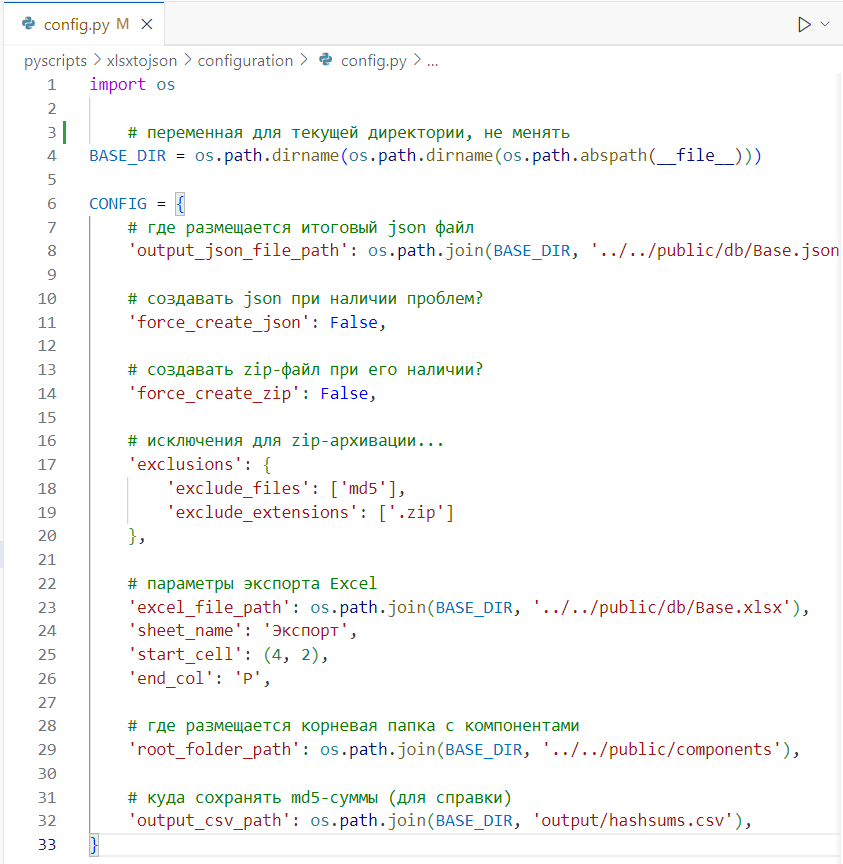 config.py M
pyscripts > xlsxtojson > configuration > config.py > ...
1 import os
2
3     # переменная для текущей директории, не менять
4 BASE_DIR = os.path.dirname(os.path.dirname(os.path.abspath(__file__)))
5
6 CONFIG = {
7     # где размещается итоговый json файл
8     'output_json_file_path': os.path.join(BASE_DIR, '../../public/db/Base.json
9
10     # создавать json при наличии проблем?
11     'force_create_json': False,
12
13     # создавать zip-файл при его наличии?
14     'force_create_zip': False,
15
16     # исключения для zip-архивации...
17     'exclusions': {
18         'exclude_files': ['md5'],
19         'exclude_extensions': ['.zip']
20     },
21
22     # параметры экспорта Excel
23     'excel_file_path': os.path.join(BASE_DIR, '../../public/db/Base.xlsx'),
24     'sheet_name': 'Экспорт',
25     'start_cell': (4, 2),
26     'end_col': 'P',
27
28     # где размещается корневая папка с компонентами
29     'root_folder_path': os.path.join(BASE_DIR, '../../public/components'),
30
31     # куда сохранять md5-суммы (для справки)
32     'output_csv_path': os.path.join(BASE_DIR, 'output/hashsums.csv'),
33 }